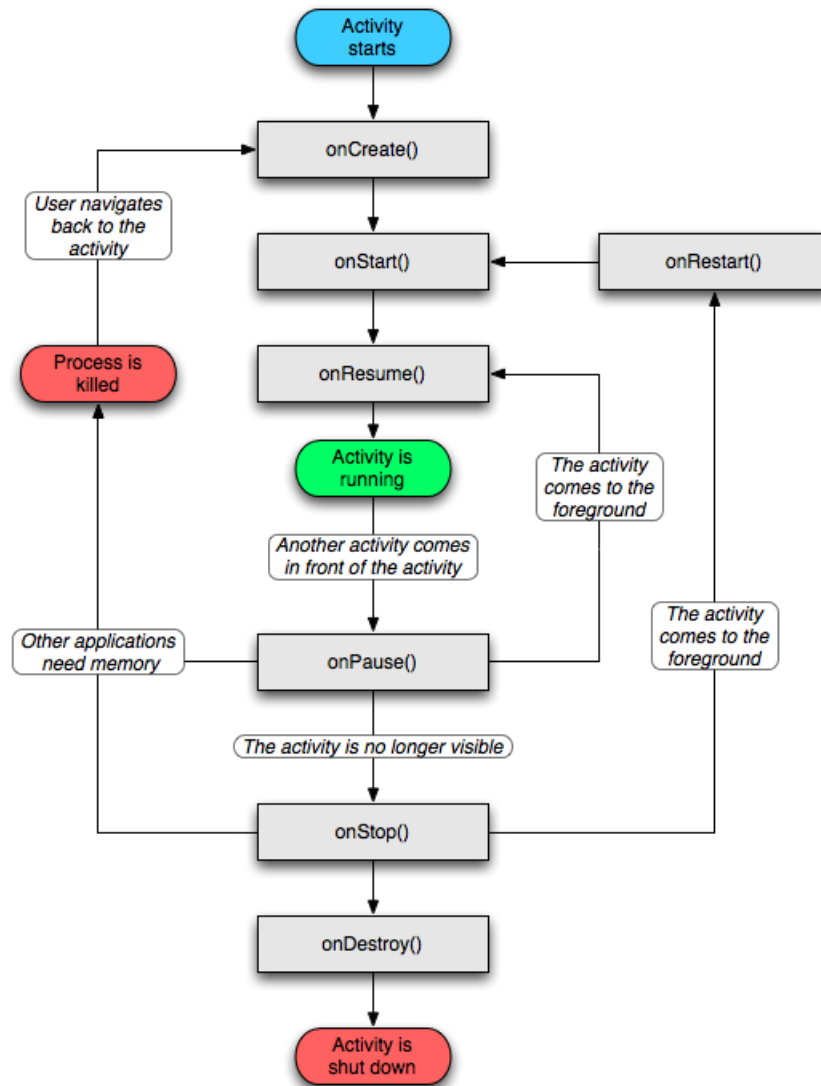 Activity
starts
onCreate()
User navigates
back to the
activity
onStart()
onRestart()
Process is
killed
onResume()
Activity is
running
The activity
comes to the
foreground
Another activity comes
in front of the activity
The activity
comes to the
foreground
Other applications
need memory
onPause()
The activity is no longer visible
onStop()
onDestroy()
Activity is
shut down